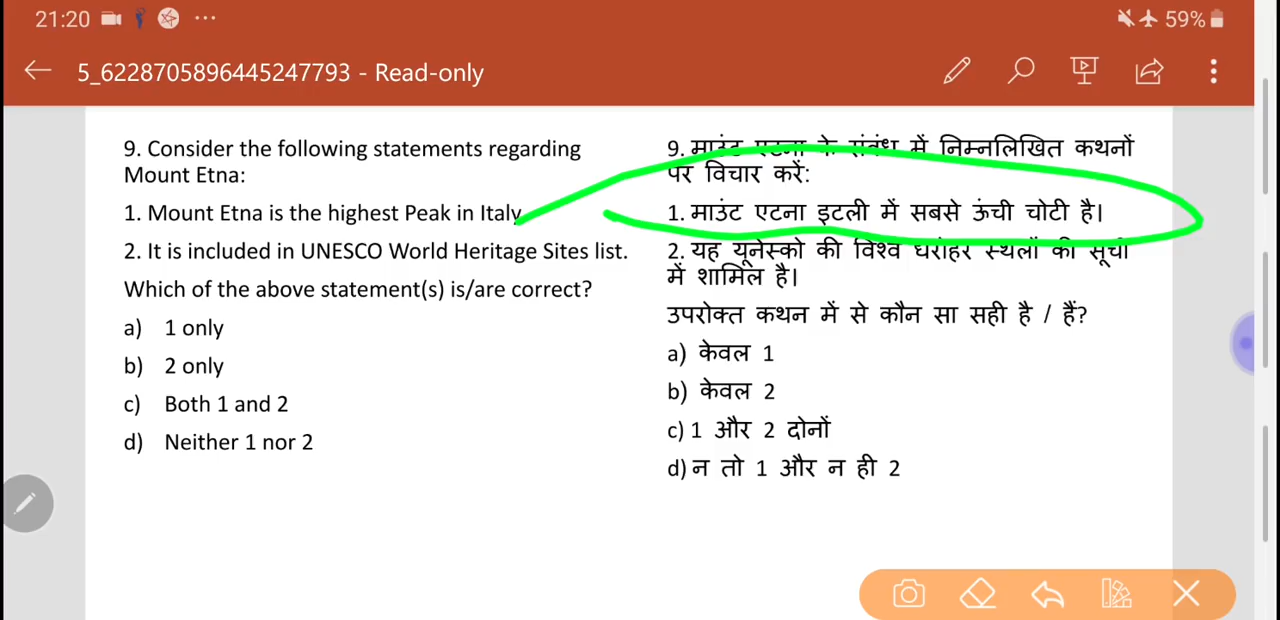 21:20
59%
5_6228705896445247793 - Read-only
9. Consider the following statements regarding
Mount Etna:
1. Mount Etna is the highest Peak in Italy
2. It is included in UNESCO World Heritage Sites list.
Which of the above statement(s) is/are correct?
a) 1 only
b) 2 only
c) Both 1 and 2
d) Neither 1 nor 2
9. माउंट एटना के संबंध में निम्नलिखित कथनों
पर विचार करें:
1. माउंट एटना इटली में सबसे ऊंची चोटी है।
2. यह यूनेस्को की विश्व धरोहर स्थलों की सूची
में शामिल है।
उपरोक्त कथन में से कौन सा सही है / हैं?
a) केवल 1
b) केवल 2
c) 1 और 2 दोनों
d) न तो 1 और न ही 2